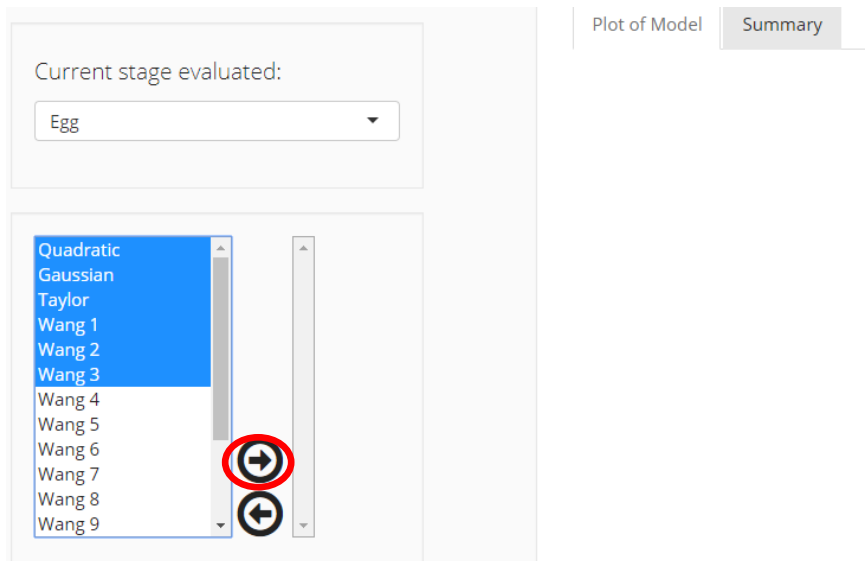 Plot of Model
Summary
Current stage evaluated:
Egg
Quadratic
Gaussian
Taylor
Wang 1
Wang 2
Wang 3
Wang 4
Wang 5
Wang 6
Wang 7
Wang 8
Wang 9